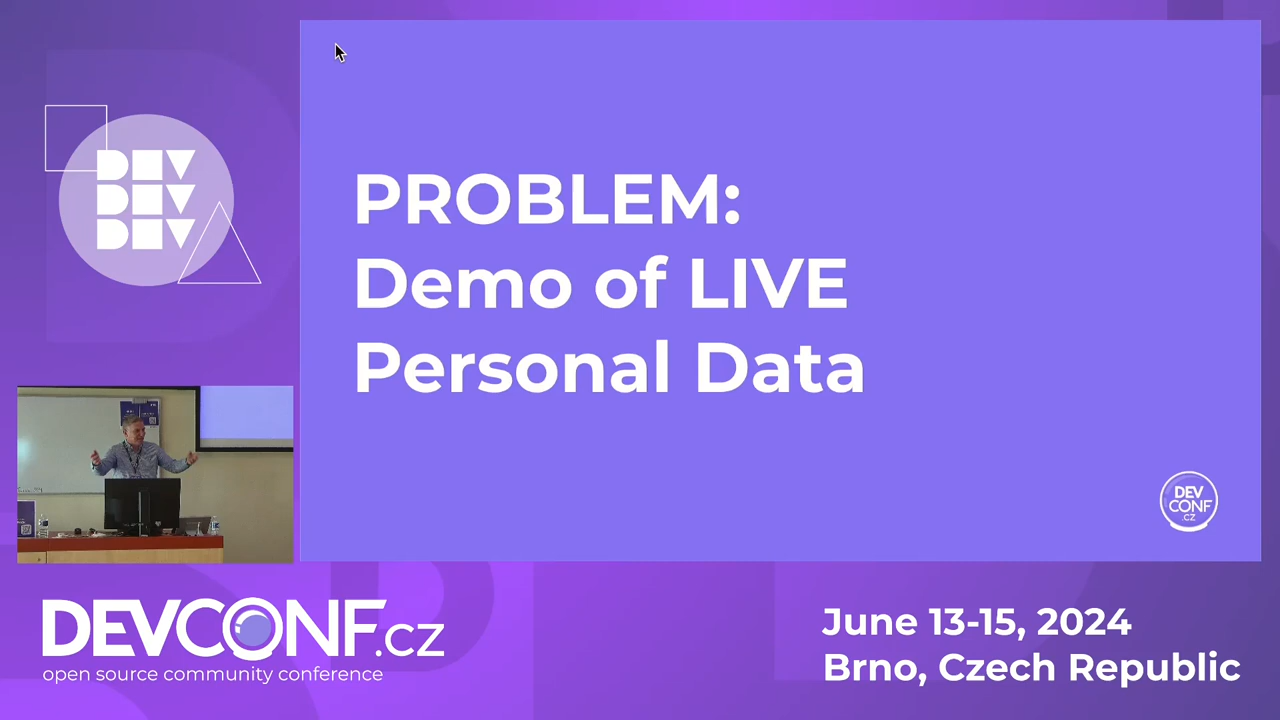 DEV
DEV
DEV
PROBLEM:
Demo of LIVE
Personal Data
DEV
CONF
.CZ
DEVCONF.cz
open source community conference
June 13-15, 2024
Brno, Czech Republic